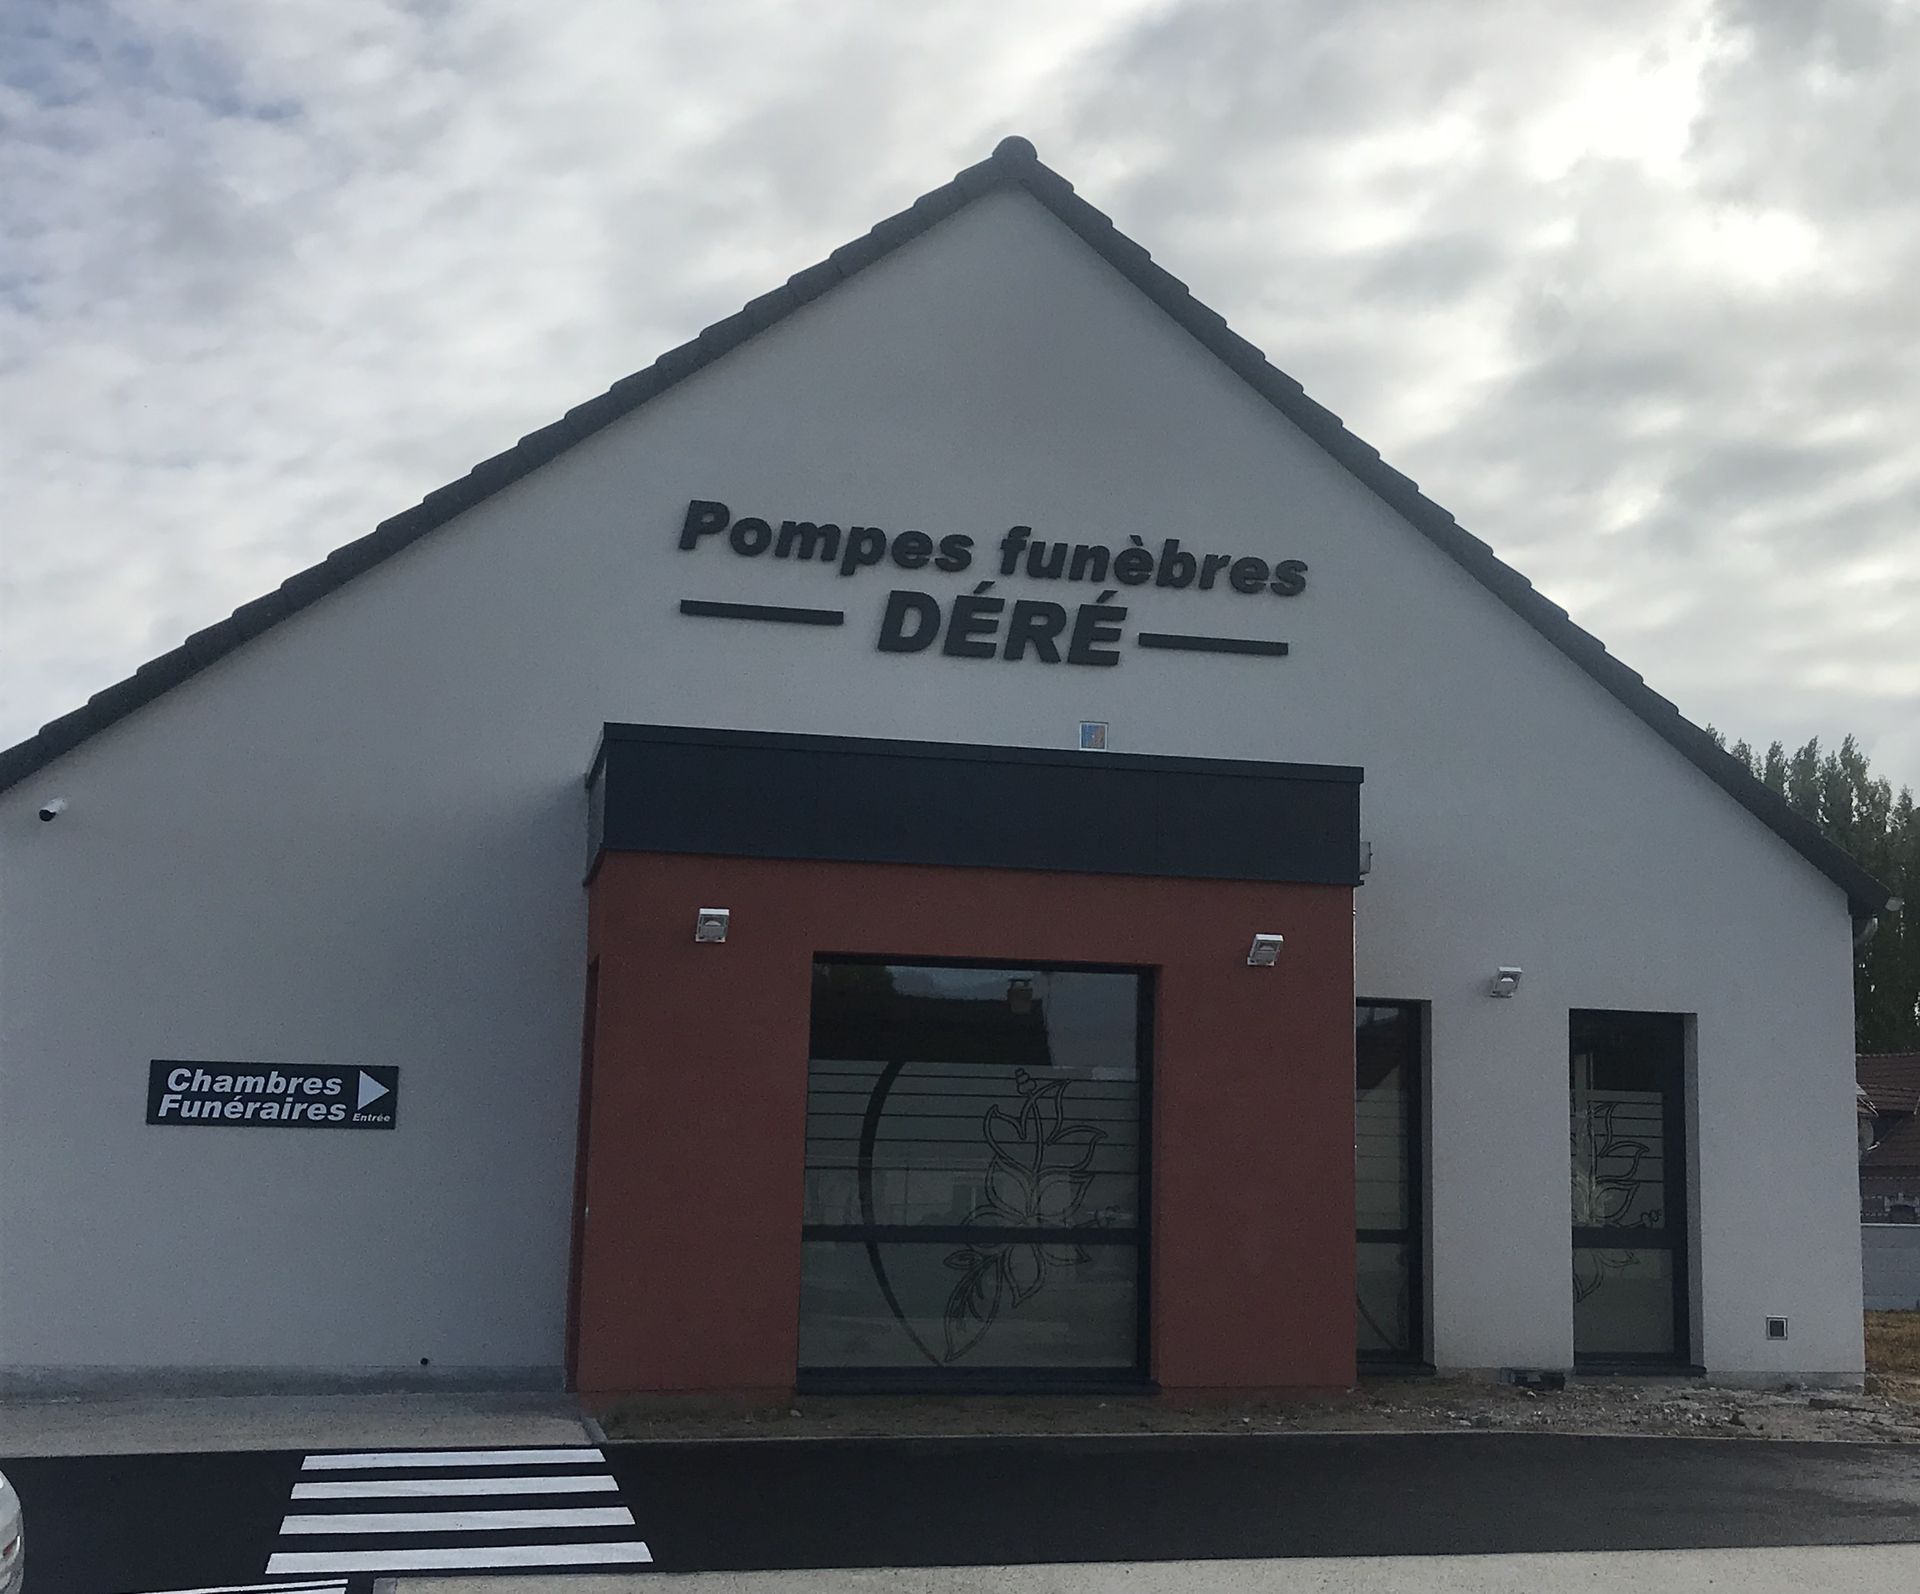 Pompes funèbres
DÉRÉ
Chambres
Funéraires
Entrée